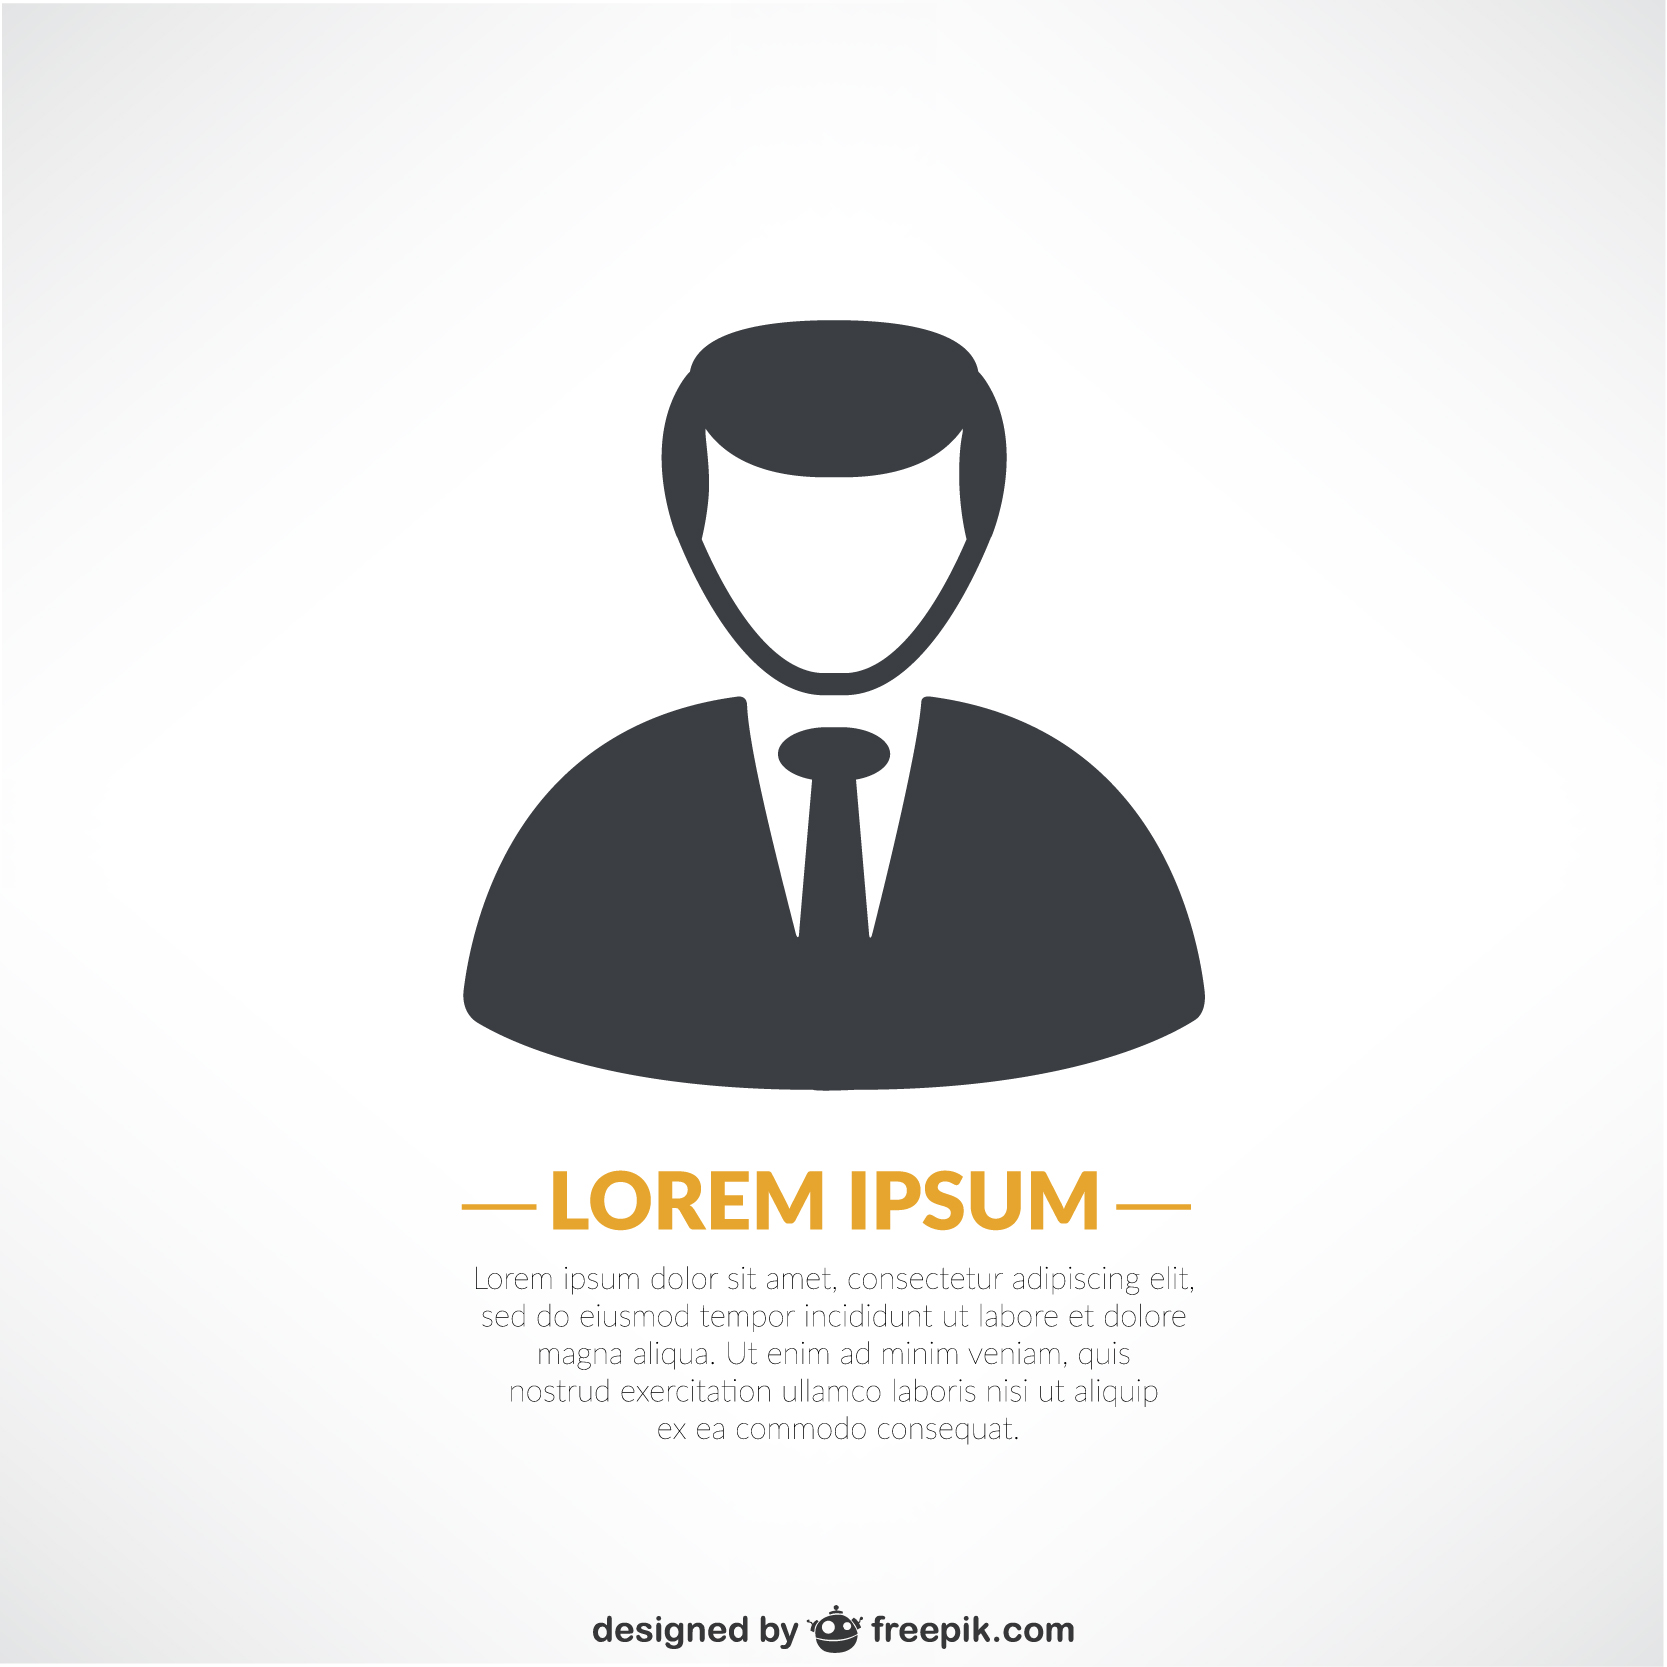 LOREM IPSUM
Lorem ipsum dolor sit amet, consectetur adipiscing elit,
sed do eiusmod tempor incididunt ut labore et dolore
magna aliqua. Ut enim ad minim veniam, quis
nostrud exercitation ullamco laboris nisi ut aliquip
ex ea commodo consequat.
designed by freepik.com